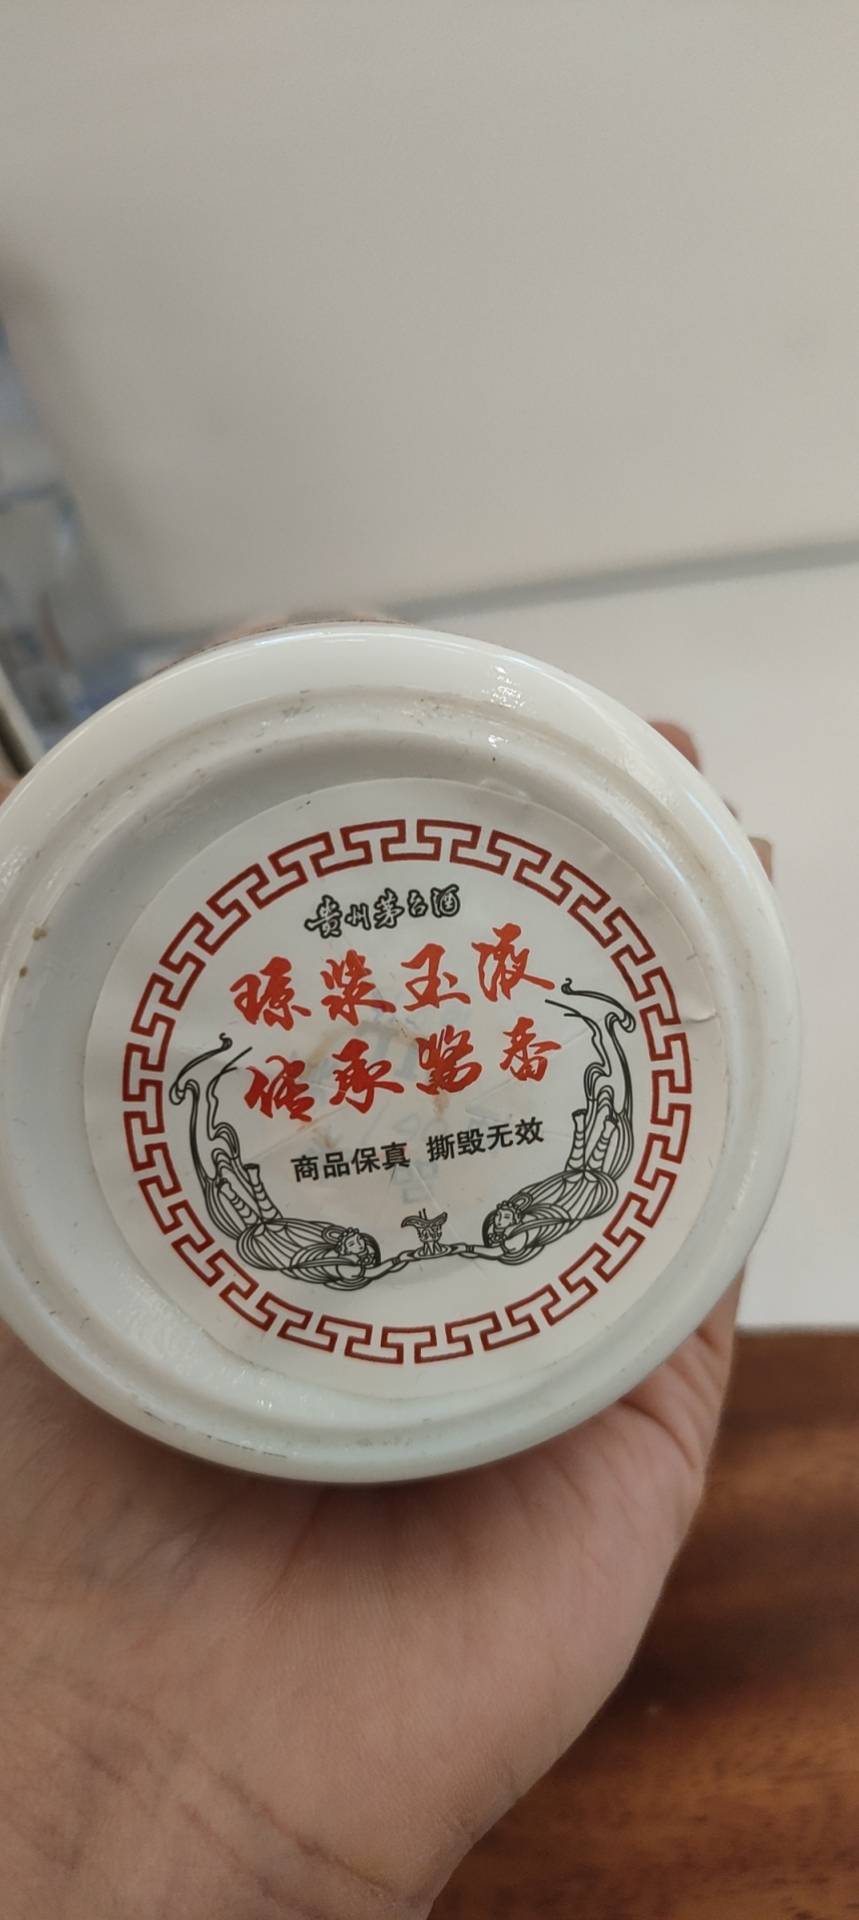 贵州茅台酒
琼浆玉液
传承酱香
商品保真 撕毁无效